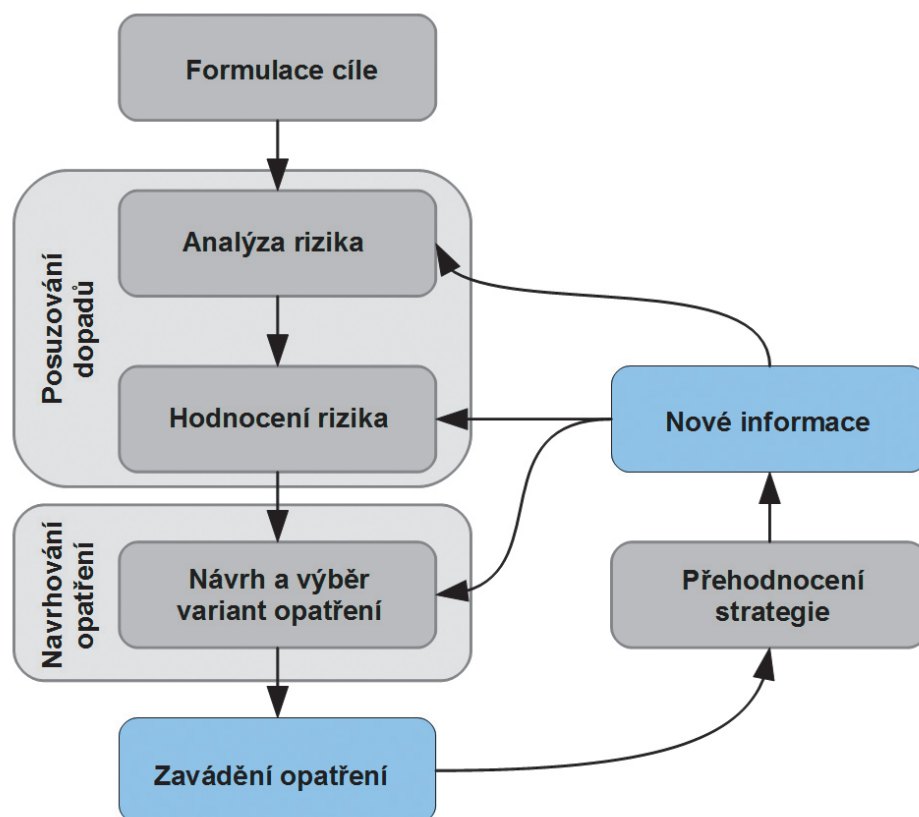 Formulace cíle
Posuzování
dopadů
Analýza rizika
Hodnocení rizika
Nové informace
Navrhování
opatření
Návrh a výběr
variant opatření
Přehodnocení
strategie
Zavádění opatření